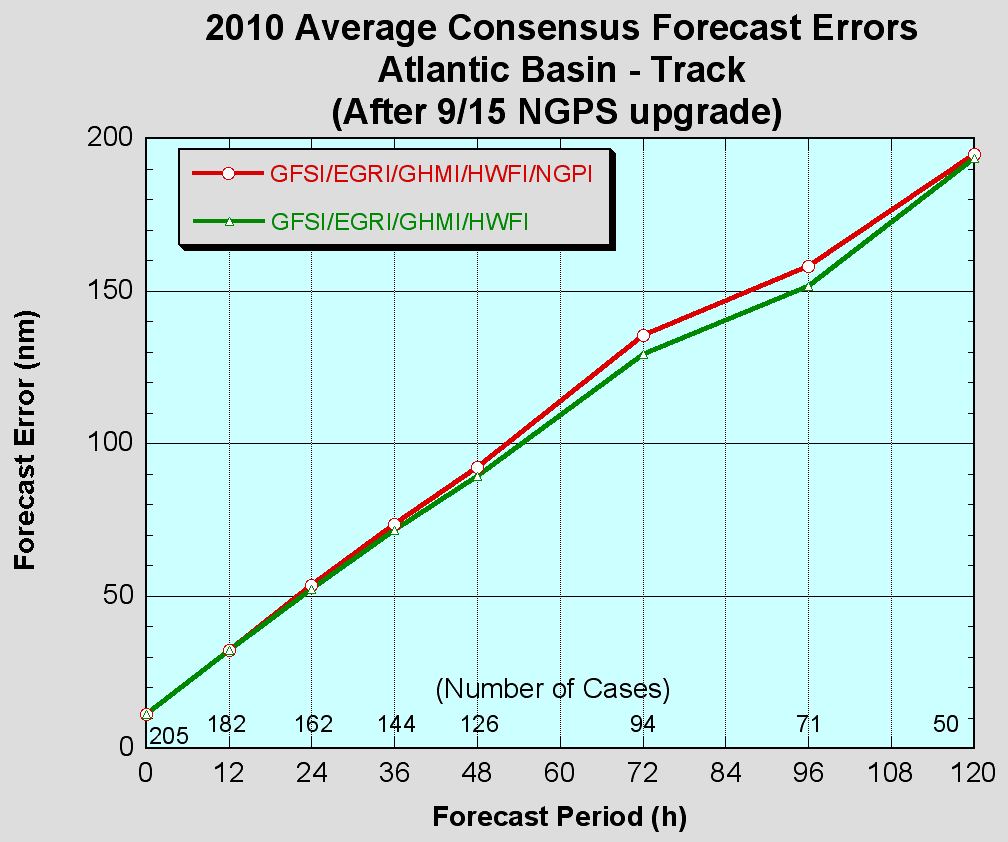 2010 Average Consensus Forecast Errors
Atlantic Basin - Track
(After 9/15 NGPS upgrade)
GFSI/EGRI/GHMI/HWFI/NGPI
GFSI/EGRI/GHMI/HWFI
200
150
100
50
0
Forecast Error (nm)
(Number of Cases)
205 182 162 144 126 94 71 50
0 12 24 36 48 60 72 84 96 108 120
Forecast Period (h)